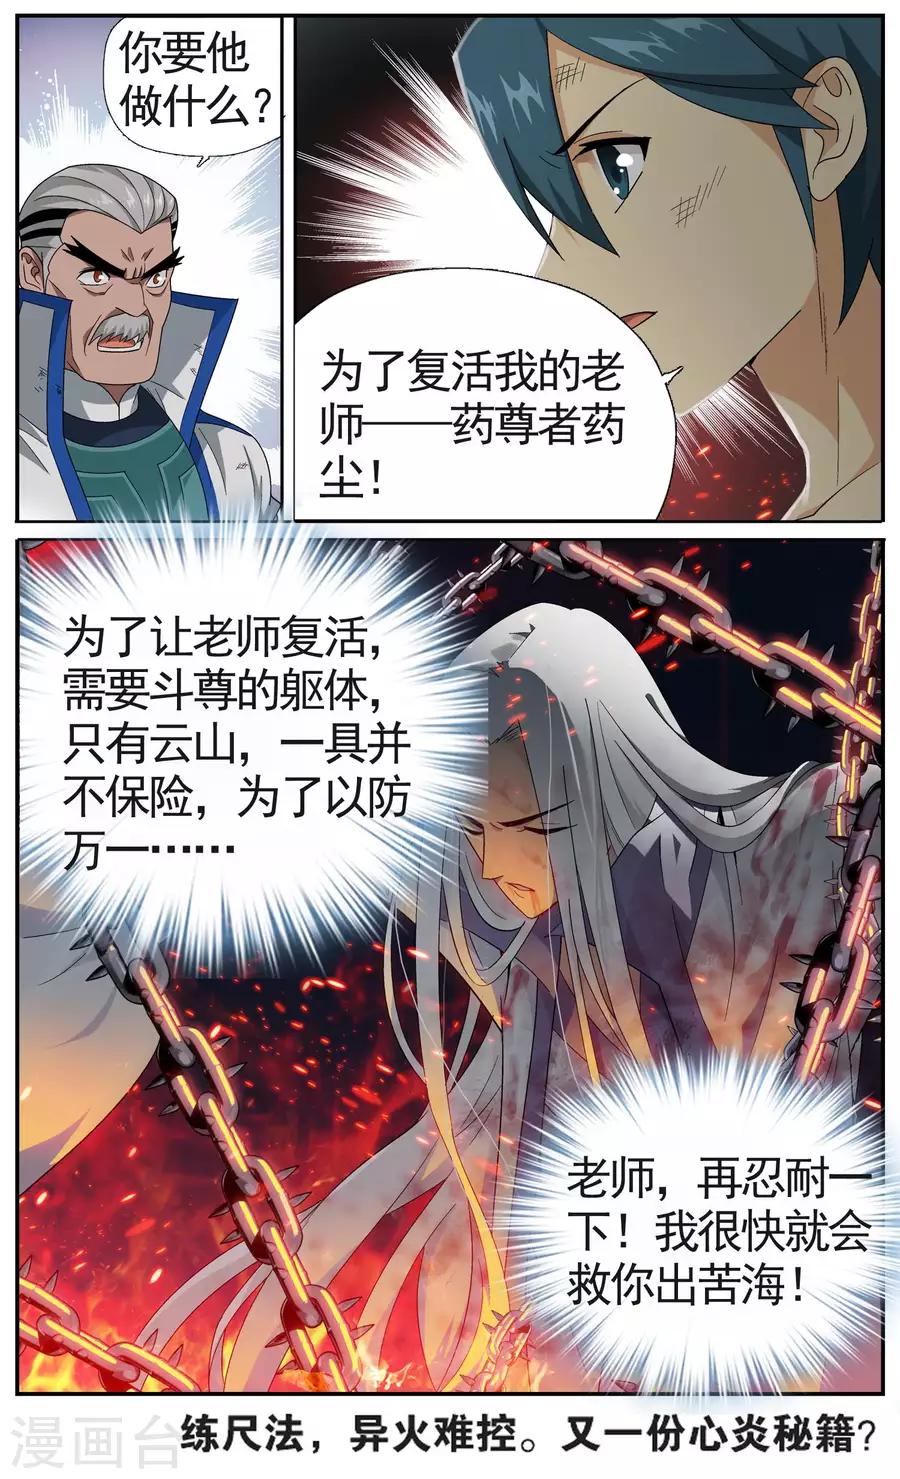 你要他
做什么？
为了复活我的老
师——药尊者药
尘！
为了让老师复活，
需要斗尊的躯体，
只有云山，一具并
不保险，为了以防
万一……
老师，再忍耐一
下！我很快就会
救你出苦海！
漫画台
练尺法，异火难控。又一份心炎秘籍？